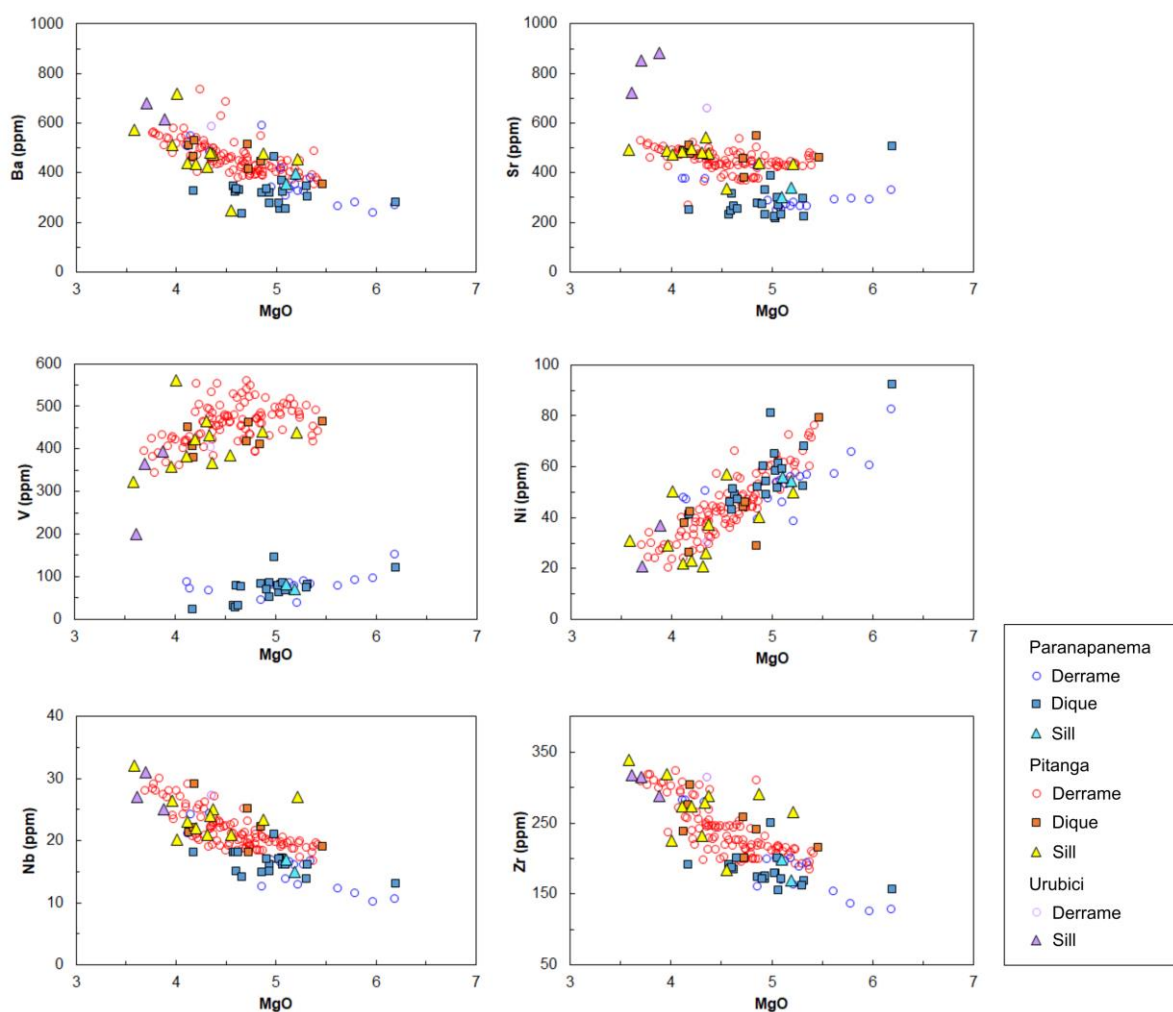 1000
800
600
400
200
0
Ba (ppm)
3 4 5 6 7
MgO
1000
800
600
400
200
0
Sr (ppm)
3 4 5 6 7
MgO
600
500
400
300
200
100
0
V (ppm)
3 4 5 6 7
MgO
100
80
60
40
20
0
Ni (ppm)
3 4 5 6 7
MgO
40
30
20
10
0
Nb (ppm)
3 4 5 6 7
MgO
350
250
150
50
Zr (ppm)
3 4 5 6 7
MgO
Paranapanema
Derrame
Dique
Sill
Pitanga
Derrame
Dique
Sill
Urubici
Derrame
Sill